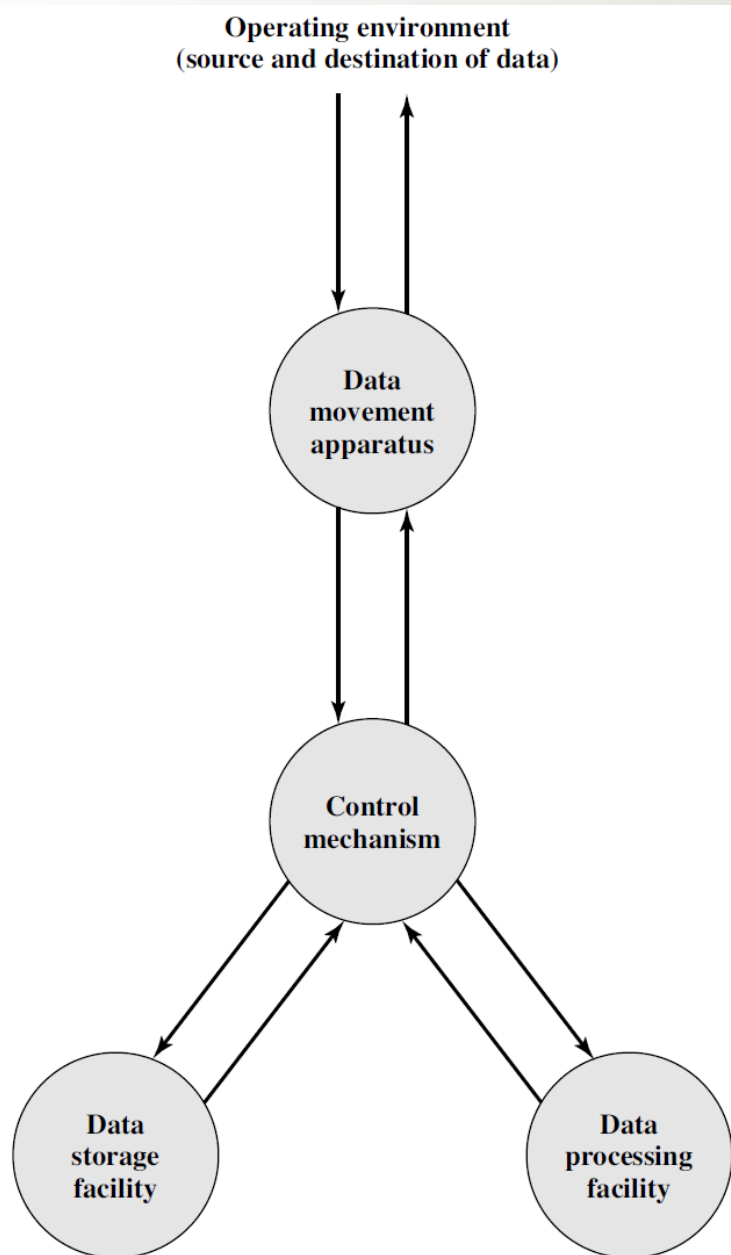 Operating environment
(source and destination of data)
Data
movement
apparatus
Control
mechanism
Data
storage
facility
Data
processing
facility